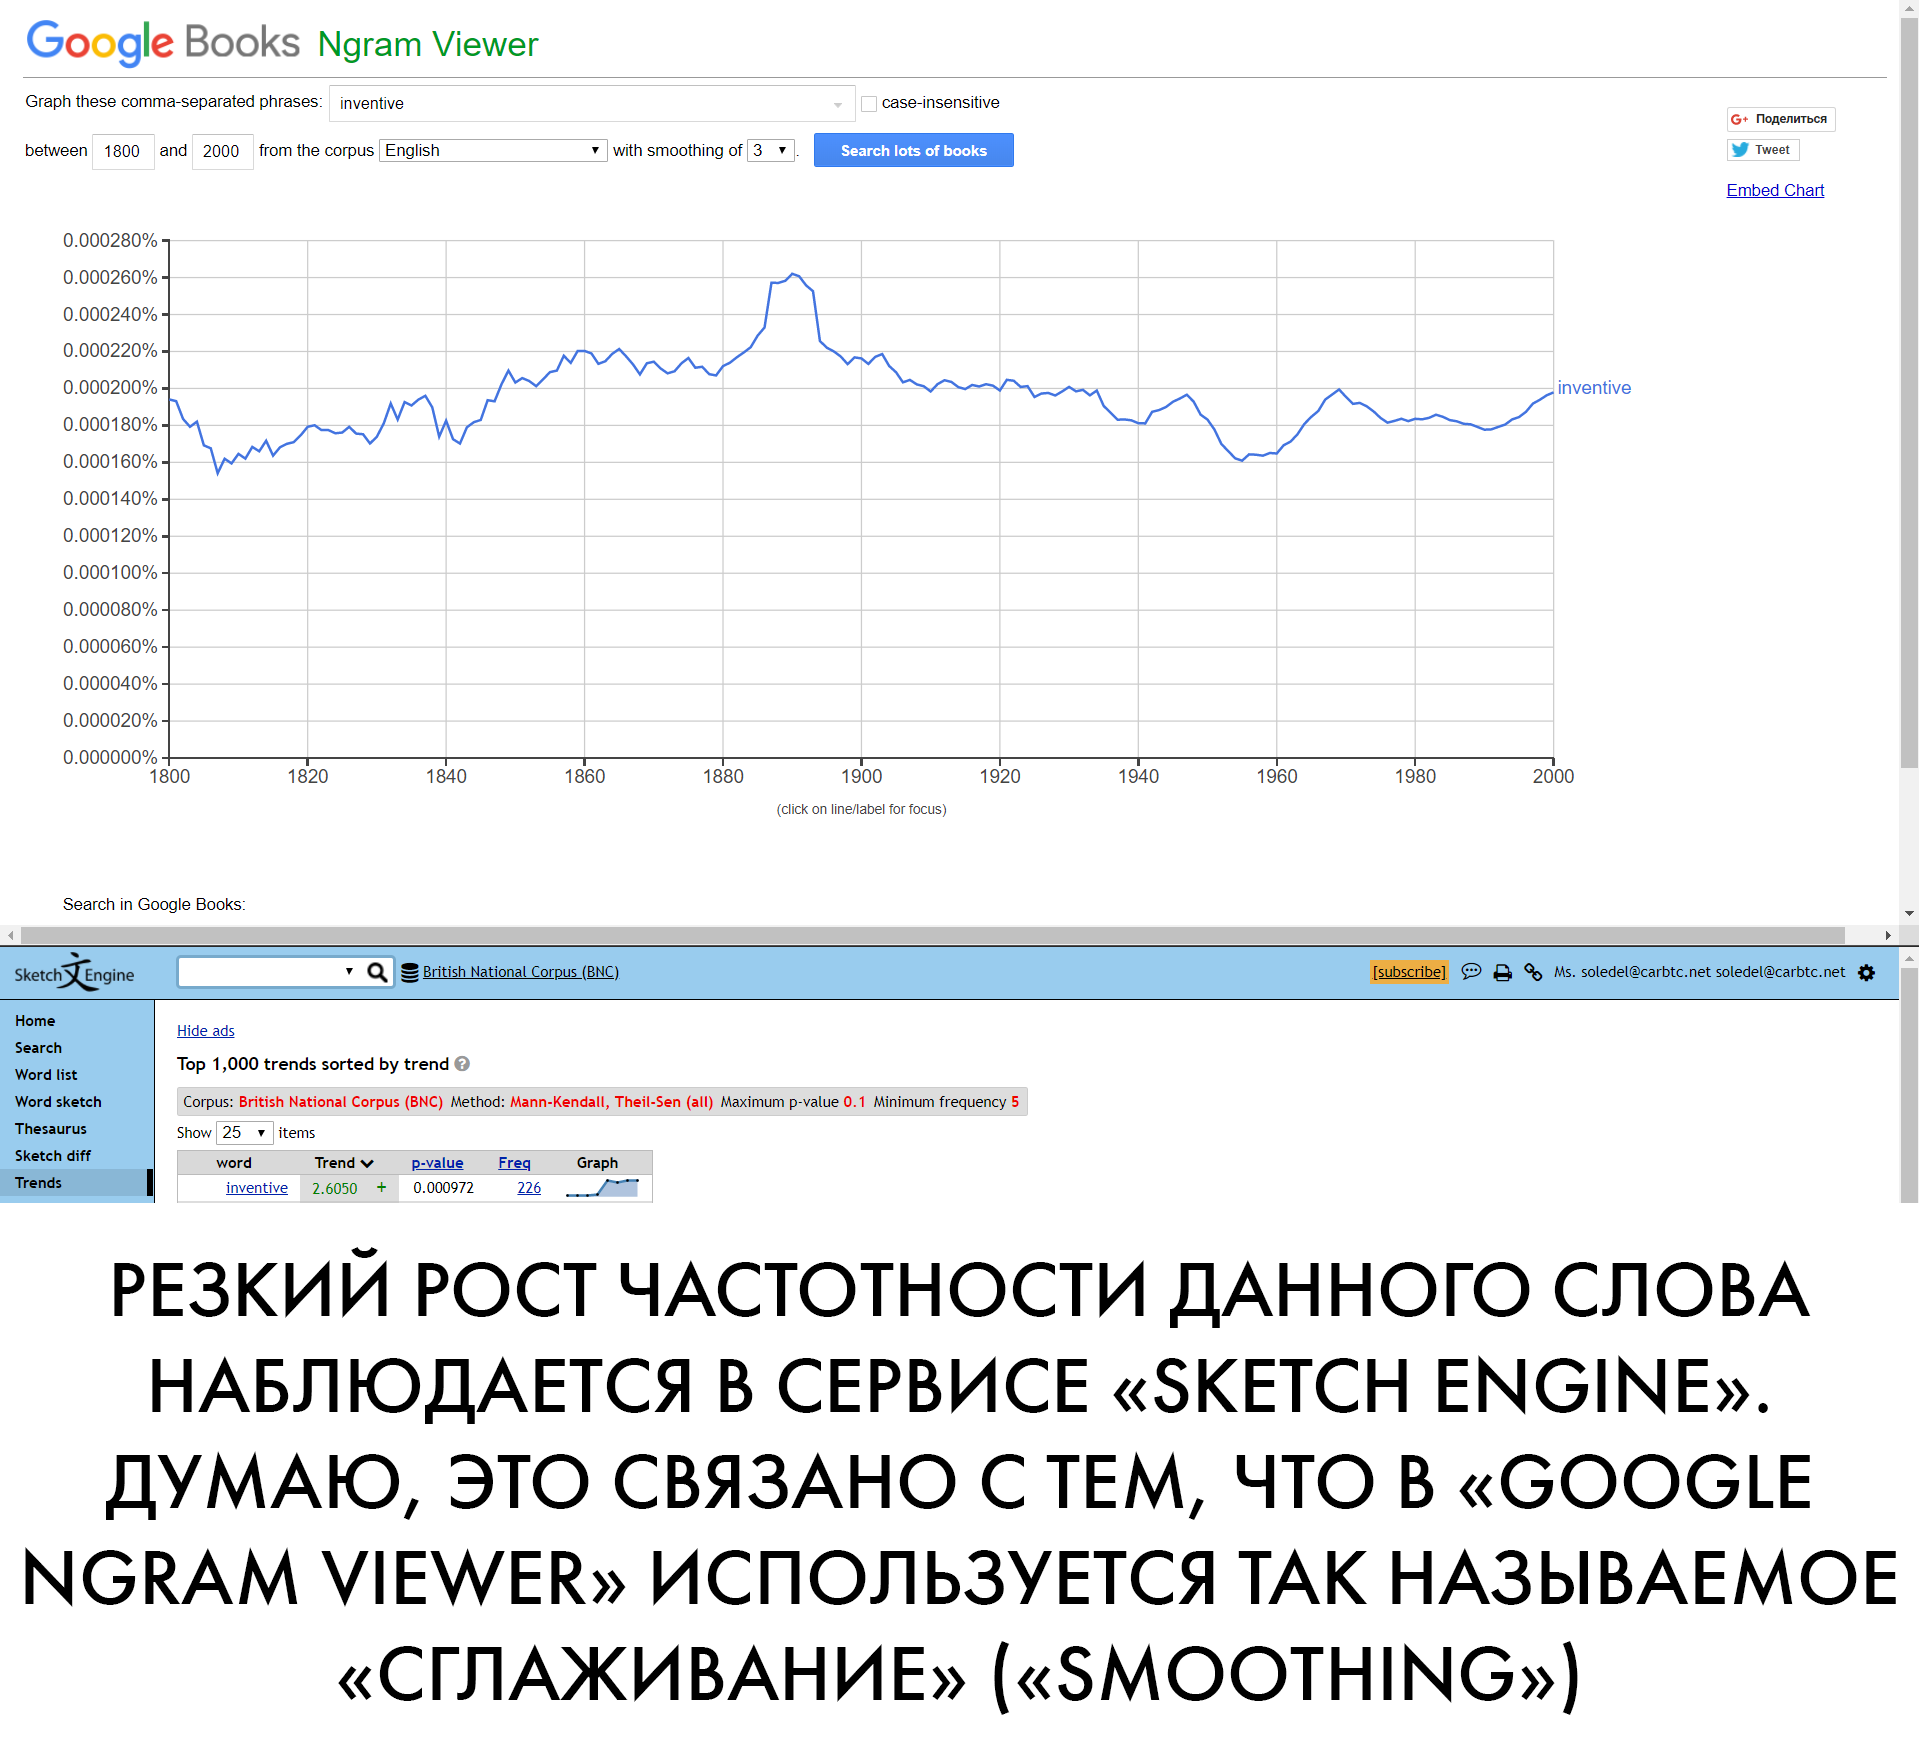 Google Books Ngram Viewer
Graph these comma-separated phrases: inventive case-insensitive
between 1800 and 2000 from the corpus English with smoothing of 3 . Search lots of books
G+ Поделиться
Tweet
Embed Chart
0.000280%
0.000260%
0.000240%
0.000220%
0.000200%
inventive
0.000180%
0.000160%
0.000140%
0.000120%
0.000100%
0.000080%
0.000060%
0.000040%
0.000020%
0.000000%
1800 1820 1840 1860 1880 1900 1920 1940 1960 1980 2000
(click on line/label for focus)
Search in Google Books:
Sketch Engine British National Corpus (BNC) [subscribe] Ms. soledel@carbtc.net soledel@carbtc.net
Home
Search
Word list
Word sketch
Thesaurus
Sketch diff
Trends
Hide ads
Top 1,000 trends sorted by trend ?
Corpus: British National Corpus (BNC) Method: Mann-Kendall, Theil-Sen (all) Maximum p-value 0.1 Minimum frequency 5
Show 25 items
word Trend p-value Freq Graph
inventive 2.6050 + 0.000972 226
РЕЗКИЙ РОСТ ЧАСТОТНОСТИ ДАННОГО СЛОВА
НАБЛЮДАЕТСЯ В СЕРВИСЕ «SKETCH ENGINE».
ДУМАЮ, ЭТО СВЯЗАНО С ТЕМ, ЧТО В «GOOGLE
NGRAM VIEWER» ИСПОЛЬЗУЕТСЯ ТАК НАЗЫВАЕМОЕ
«СГЛАЖИВАНИЕ» («SMOOTHING»)